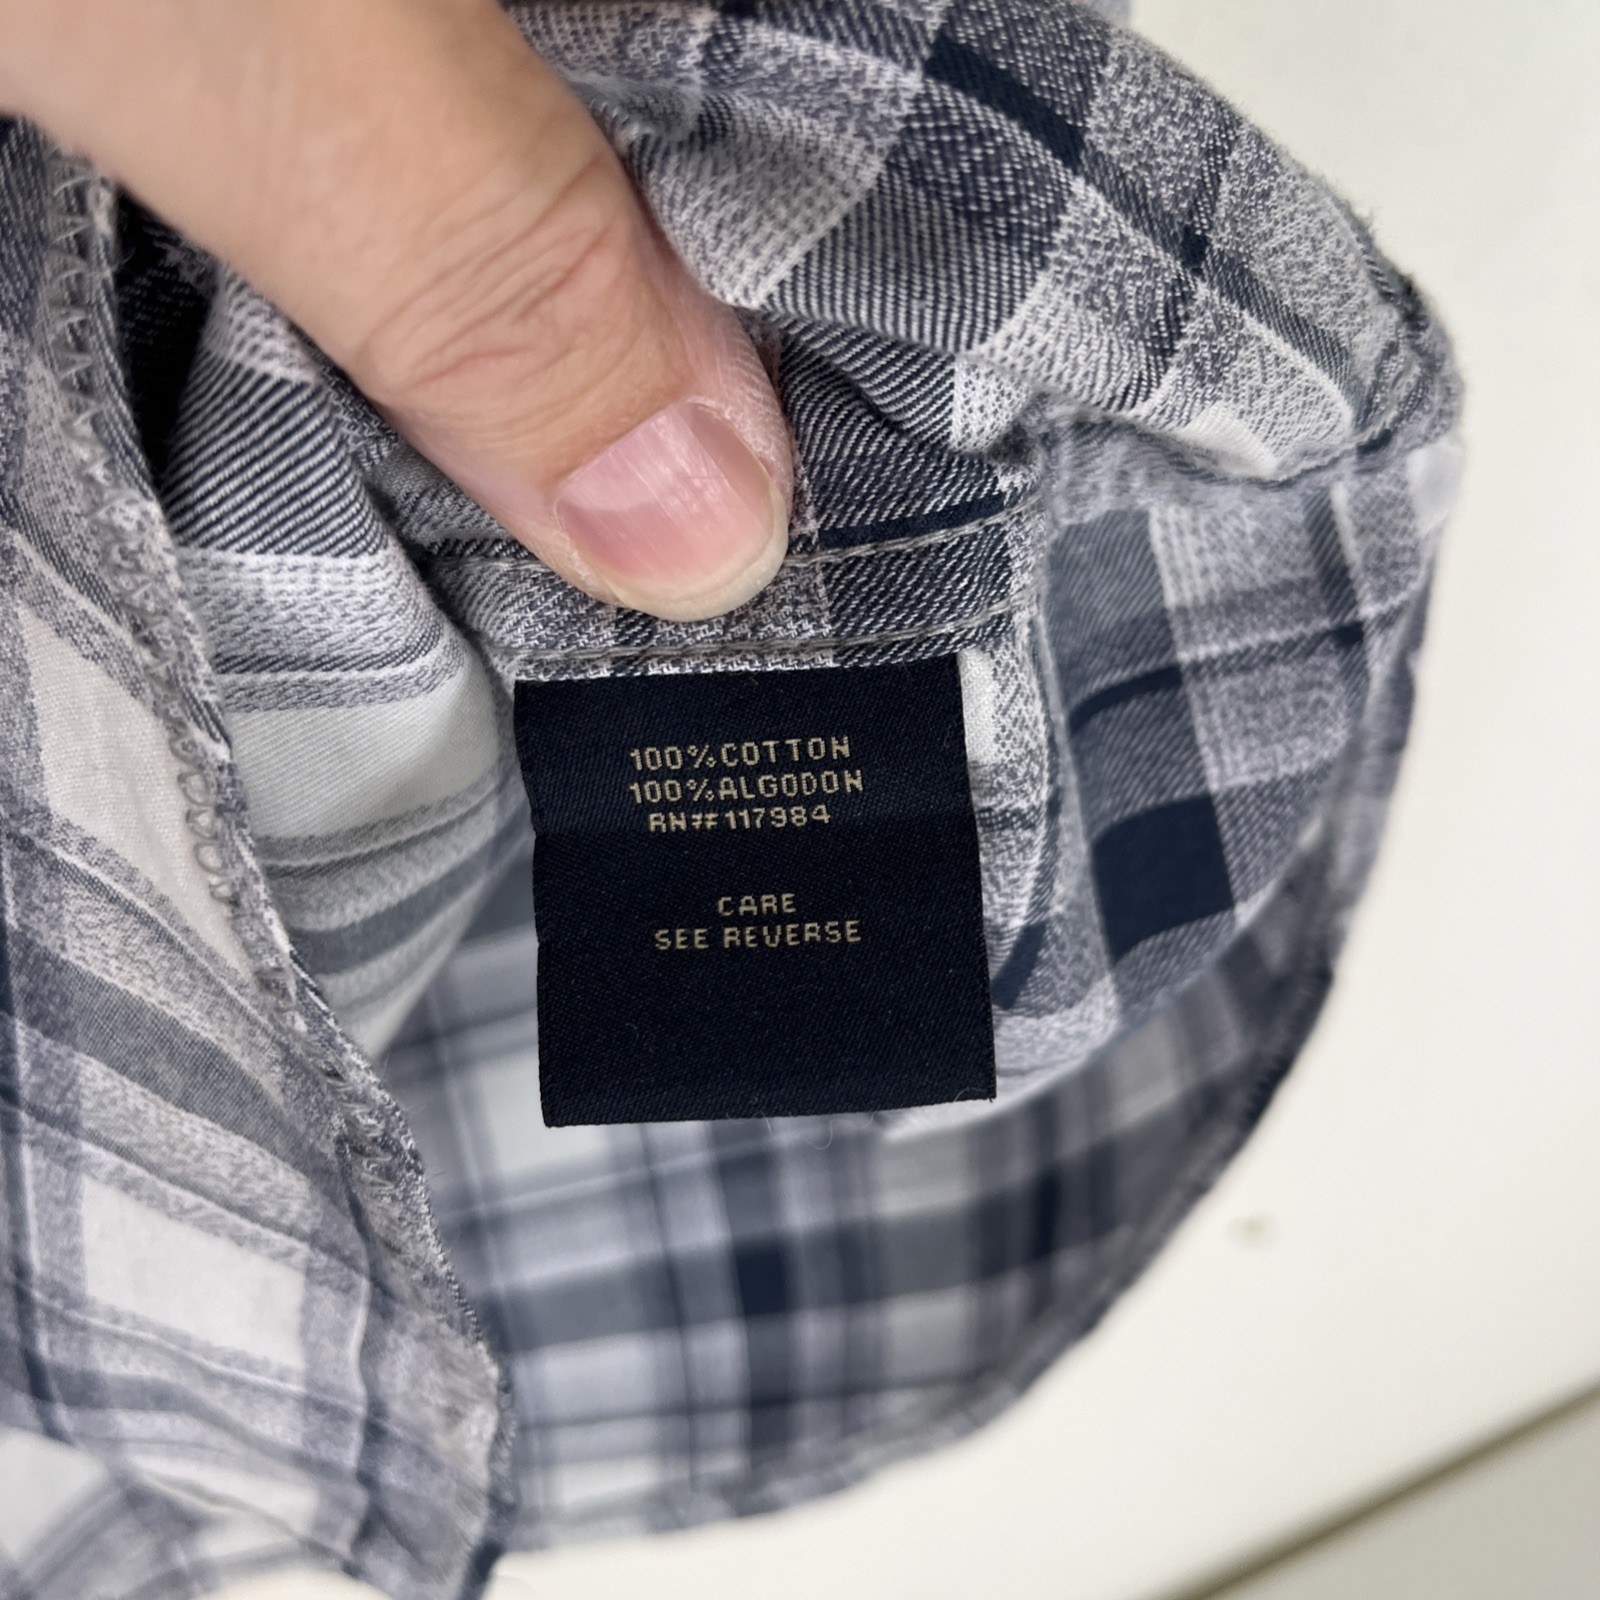 100%COTTON
100%ALGODON
RN#117984
CARE
SEE REVERSE